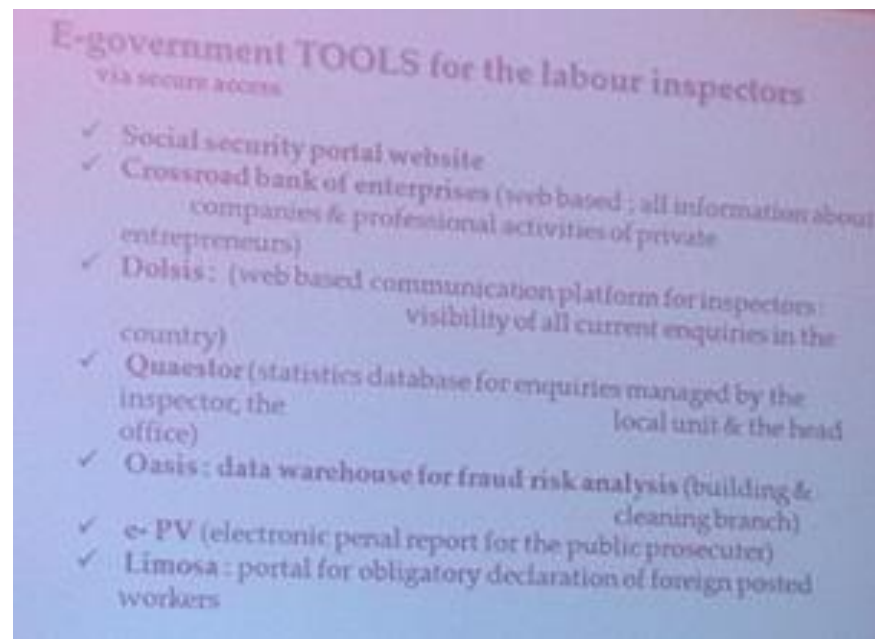 E-government TOOLS for the labour inspectors
via secure access
✓ Social security portal website
✓ Crossroad bank of enterprises (web based ; all information about
companies & professional activities of private
entrepreneurs)
✓ Dolsis : (web based communication platform for inspectors :
visibility of all current enquiries in the
country)
✓ Quaestor (statistics database for enquiries managed by the
inspector, the local unit & the head
office)
✓ Oasis : data warehouse for fraud risk analysis (building &
cleaning branch)
✓ e- PV (electronic penal report for the public prosecuter)
✓ Limosa : portal for obligatory declaration of foreign posted
workers